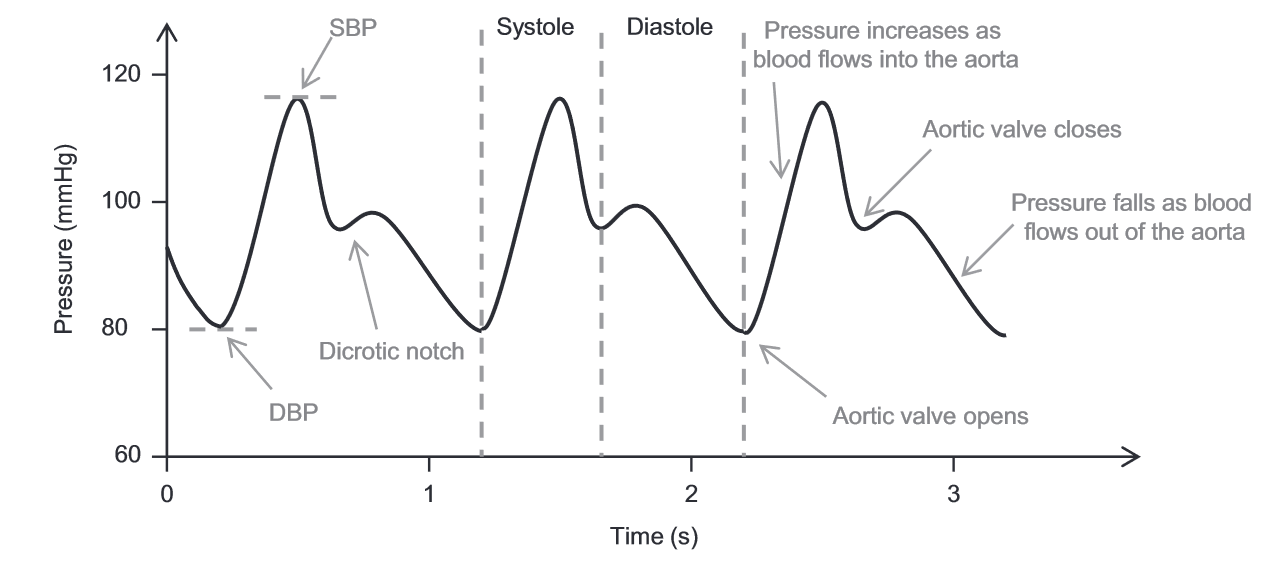 SBP
Systole
Diastole
Pressure increases as
blood flows into the aorta
120
Aortic valve closes
100
Pressure falls as blood
flows out of the aorta
Pressure (mmHg)
80
Dicrotic notch
DBP
Aortic valve opens
60
0
1
2
3
Time (s)